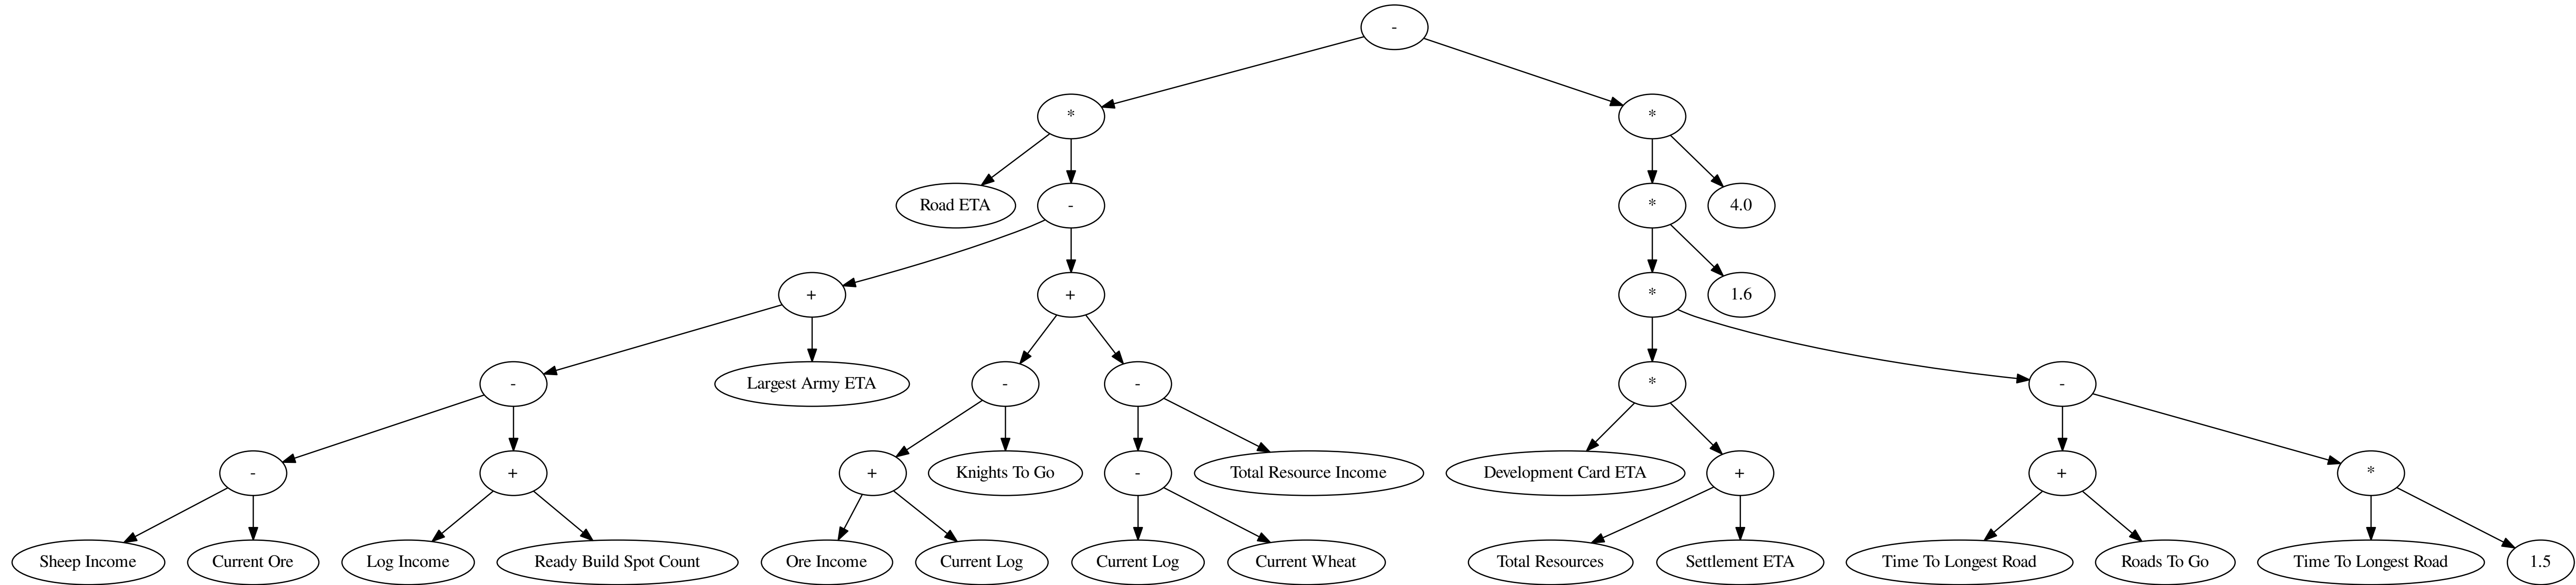 -
*
*
Road ETA
-
*
4.0
+
+
*
1.6
-
Largest Army ETA
-
-
*
-
-
+
+
Knights To Go
-
Total Resource Income
Development Card ETA
+
+
*
Sheep Income
Current Ore
Log Income
Ready Build Spot Count
Ore Income
Current Log
Current Log
Current Wheat
Total Resources
Settlement ETA
Time To Longest Road
Roads To Go
Time To Longest Road
1.5